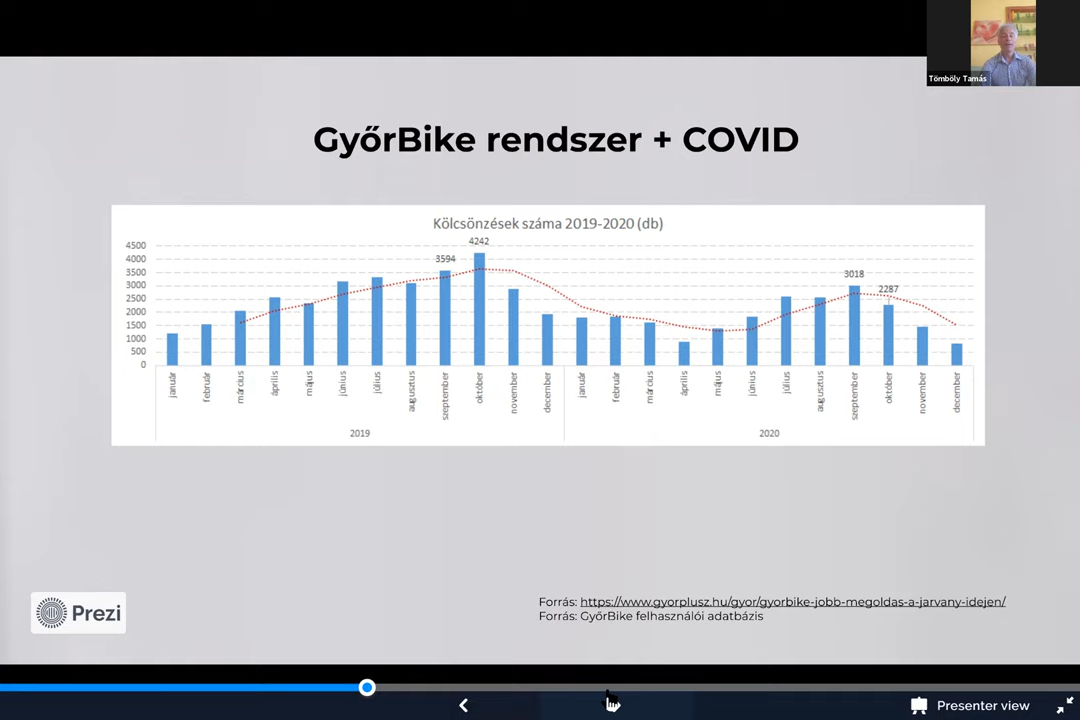 Tömböly Tamás
GyőrBike rendszer + COVID
Kölcsönzések száma 2019-2020 (db)
4500
4000
3500
3000
2500
2000
1500
1000
500
0
3594
4242
3018
2287
január
február
március
április
május
június
július
augusztus
szeptember
október
november
december
január
február
március
április
május
június
július
augusztus
szeptember
október
november
december
2019
2020
Prezi
Forrás: https://www.gyorplusz.hu/gyor/gyorbike-jobb-megoldas-a-jarvany-idejen/
Forrás: GyőrBike felhasználói adatbázis
Presenter view